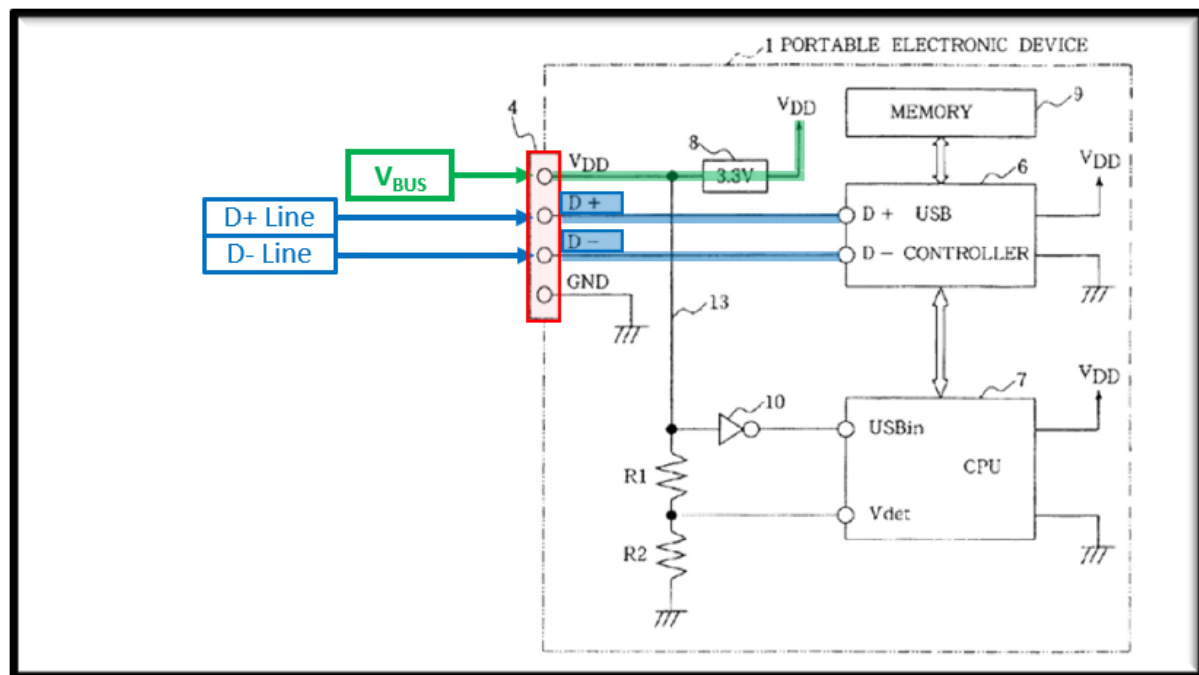 1 PORTABLE ELECTRONIC DEVICE
4
VDD
8
VDD
MEMORY
9
VBUS
3.3V
6
VDD
D+ Line
D +
D + USB
D- Line
D −
D − CONTROLLER
GND
13
10
7
VDD
USBin
CPU
R1
Vdet
R2